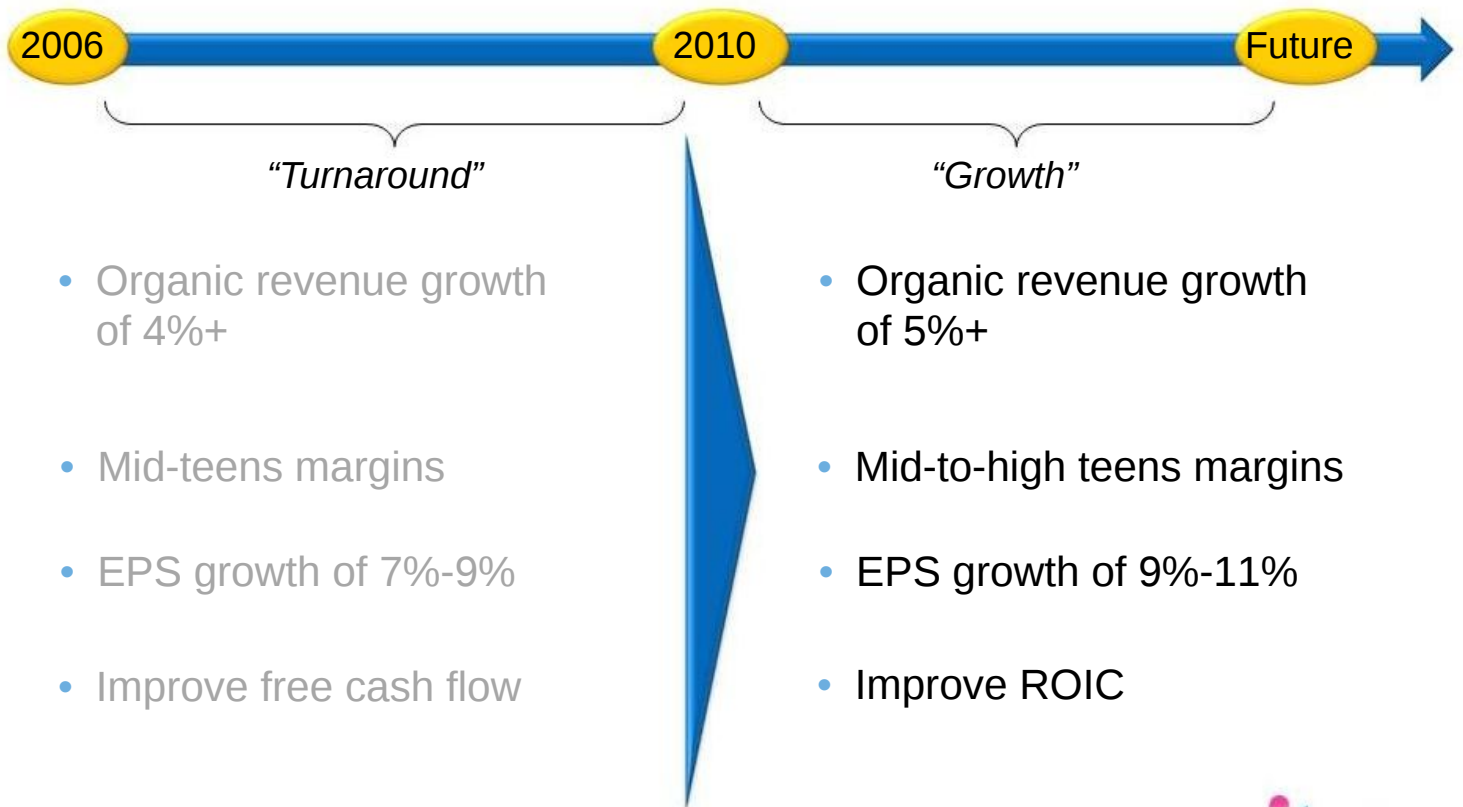 2006
2010
Future
“Turnaround”
“Growth”
• Organic revenue growth
of 4%+
• Mid-teens margins
• EPS growth of 7%-9%
• Improve free cash flow
• Organic revenue growth
of 5%+
• Mid-to-high teens margins
• EPS growth of 9%-11%
• Improve ROIC